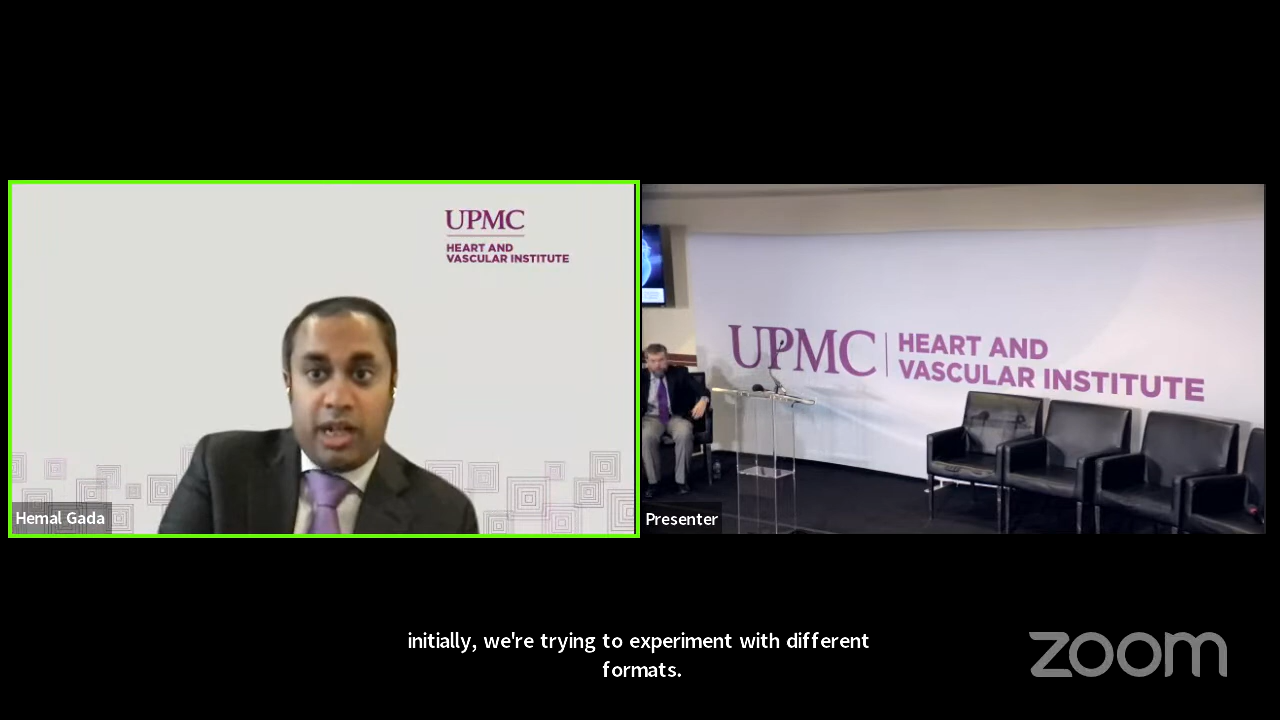 UPMC
HEART AND
VASCULAR INSTITUTE
Hemal Gada
UPMC
HEART AND
VASCULAR INSTITUTE
Presenter
initially, we're trying to experiment with different
formats.
zoom